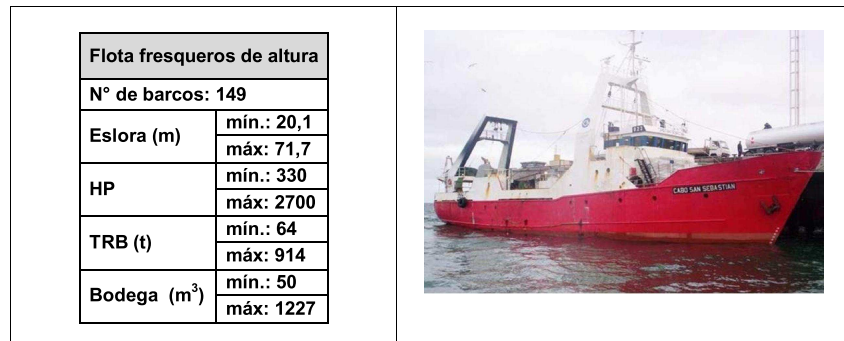 Flota fresqueros de altura
N° de barcos: 149
Eslora (m)
mín.: 20,1
máx: 71,7
HP
mín.: 330
máx: 2700
TRB (t)
mín.: 64
máx: 914
Bodega (m³)
mín.: 50
máx: 1227
CABO SAN SEBASTIAN